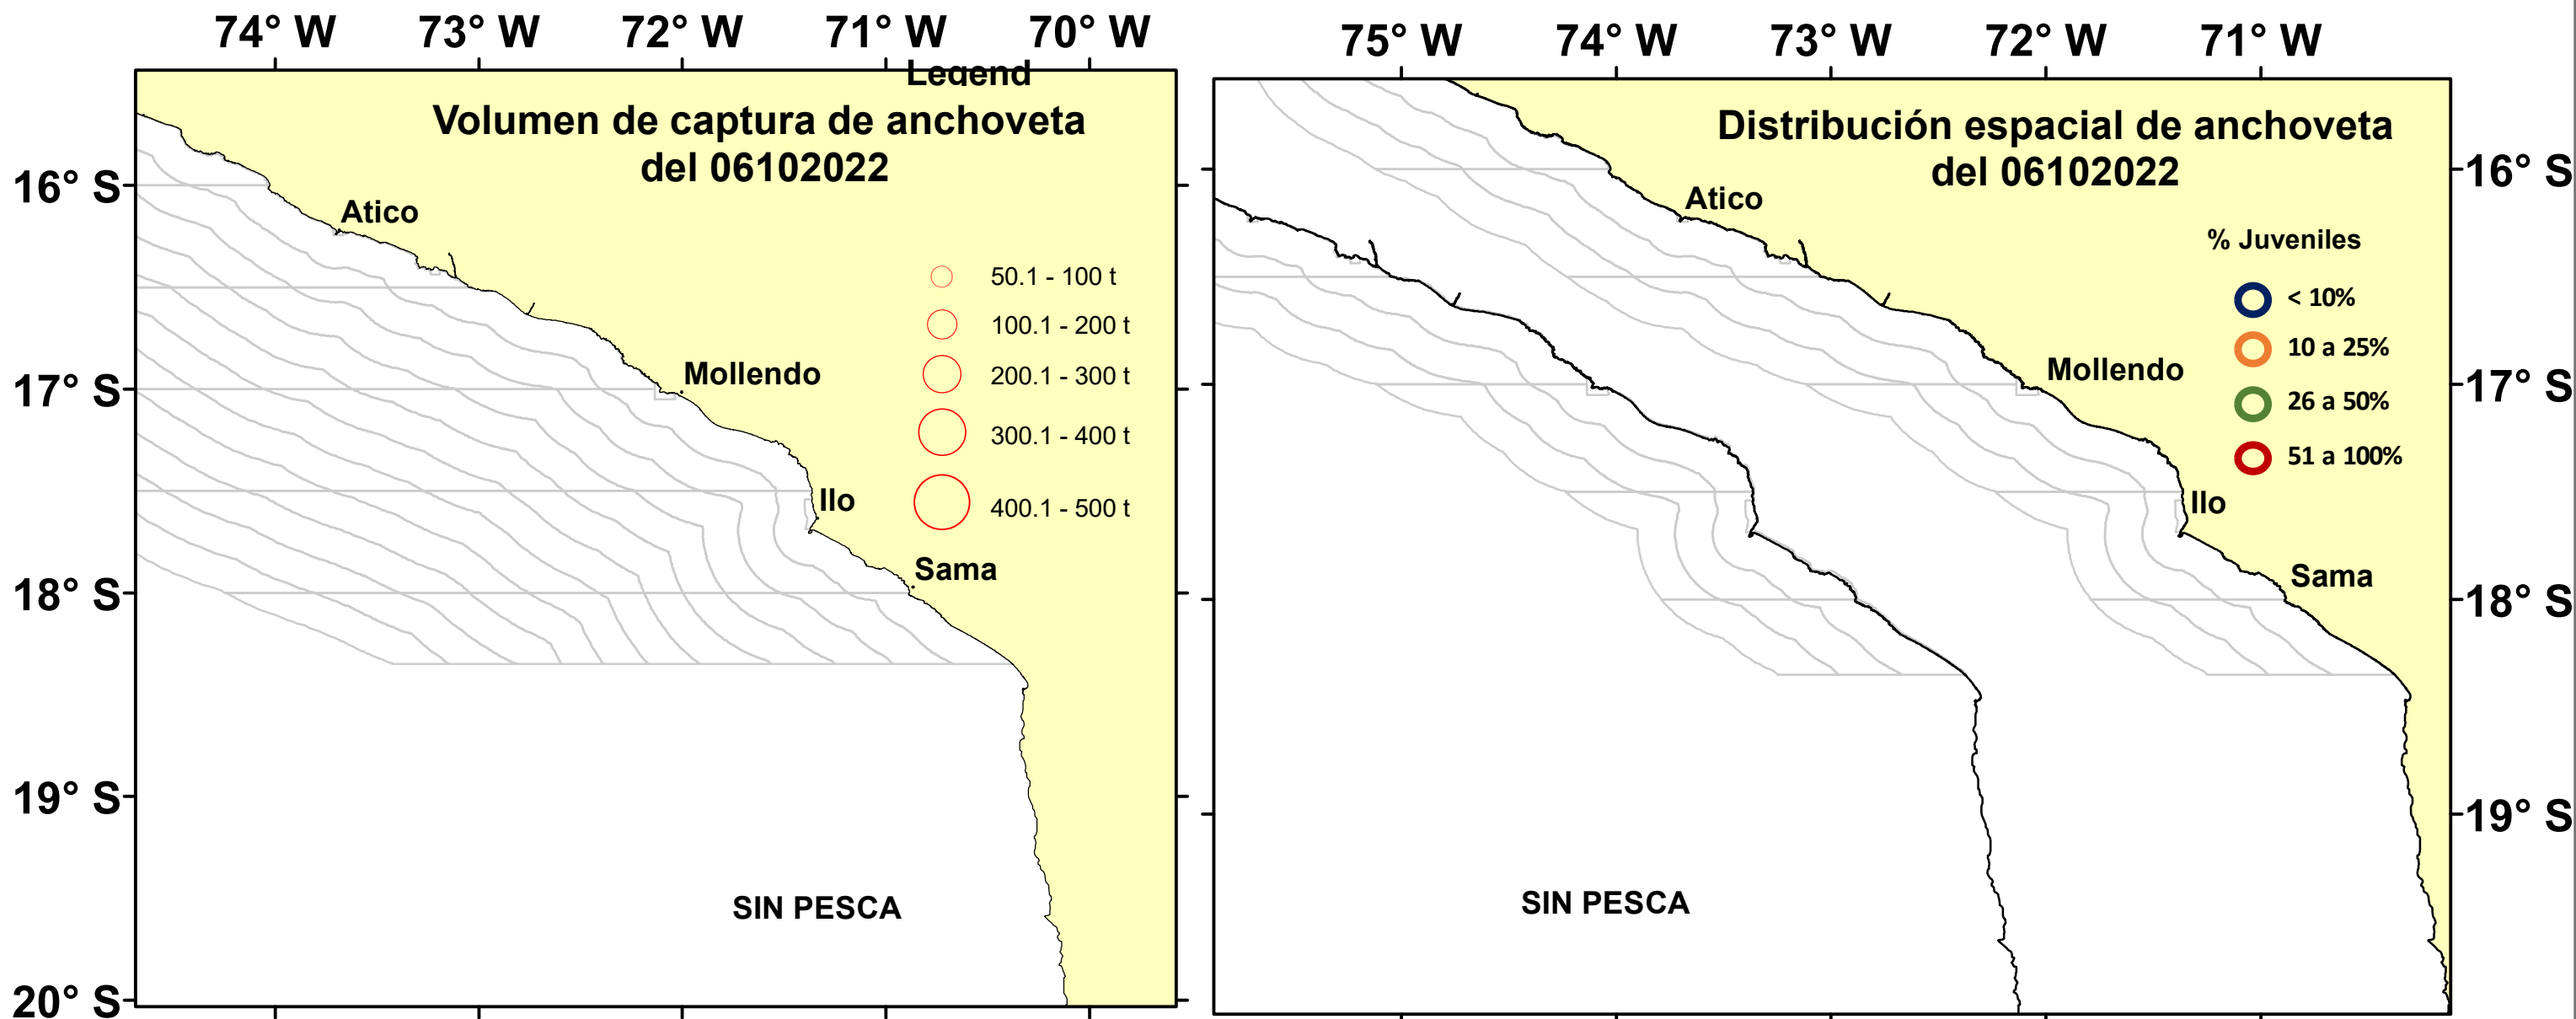 74° W 73° W 72° W 71° W 70° W
Legend
Volumen de captura de anchoveta
del 06102022
16° S
Atico
50.1 - 100 t
100.1 - 200 t
Mollendo
200.1 - 300 t
17° S
300.1 - 400 t
Ilo
400.1 - 500 t
Sama
18° S
19° S
SIN PESCA
20° S
75° W 74° W 73° W 72° W 71° W
Distribución espacial de anchoveta
del 06102022
16° S
Atico
% Juveniles
< 10%
10 a 25%
Mollendo
17° S
26 a 50%
51 a 100%
Ilo
Sama
18° S
19° S
SIN PESCA